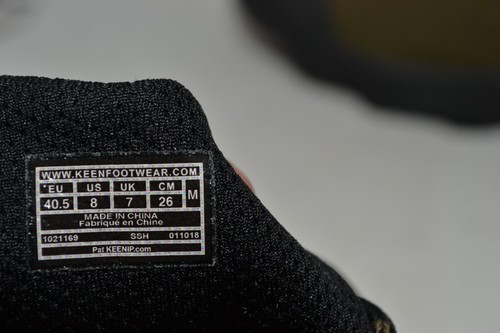 WWW.KEENFOOTWEAR.COM
EU US UK CM M
40.5 8 7 26
MADE IN CHINA
Fabriqué en Chine
1021169 SSH 011018
Pat KEENIP.com